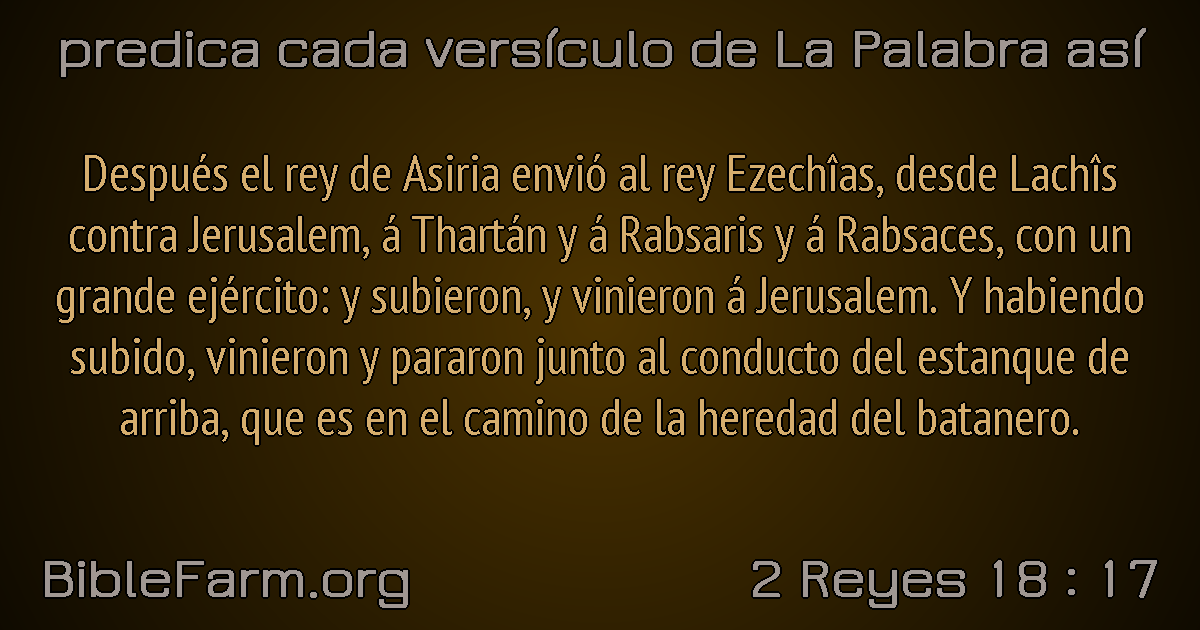 predica cada versículo de La Palabra así
Después el rey de Asiria envió al rey Ezechîas, desde Lachîs
contra Jerusalem, á Thartán y á Rabsaris y á Rabsaces, con un
grande ejército: y subieron, y vinieron á Jerusalem. Y habiendo
subido, vinieron y pararon junto al conducto del estanque de
arriba, que es en el camino de la heredad del batanero.
BibleFarm.org
2 Reyes 18 : 17